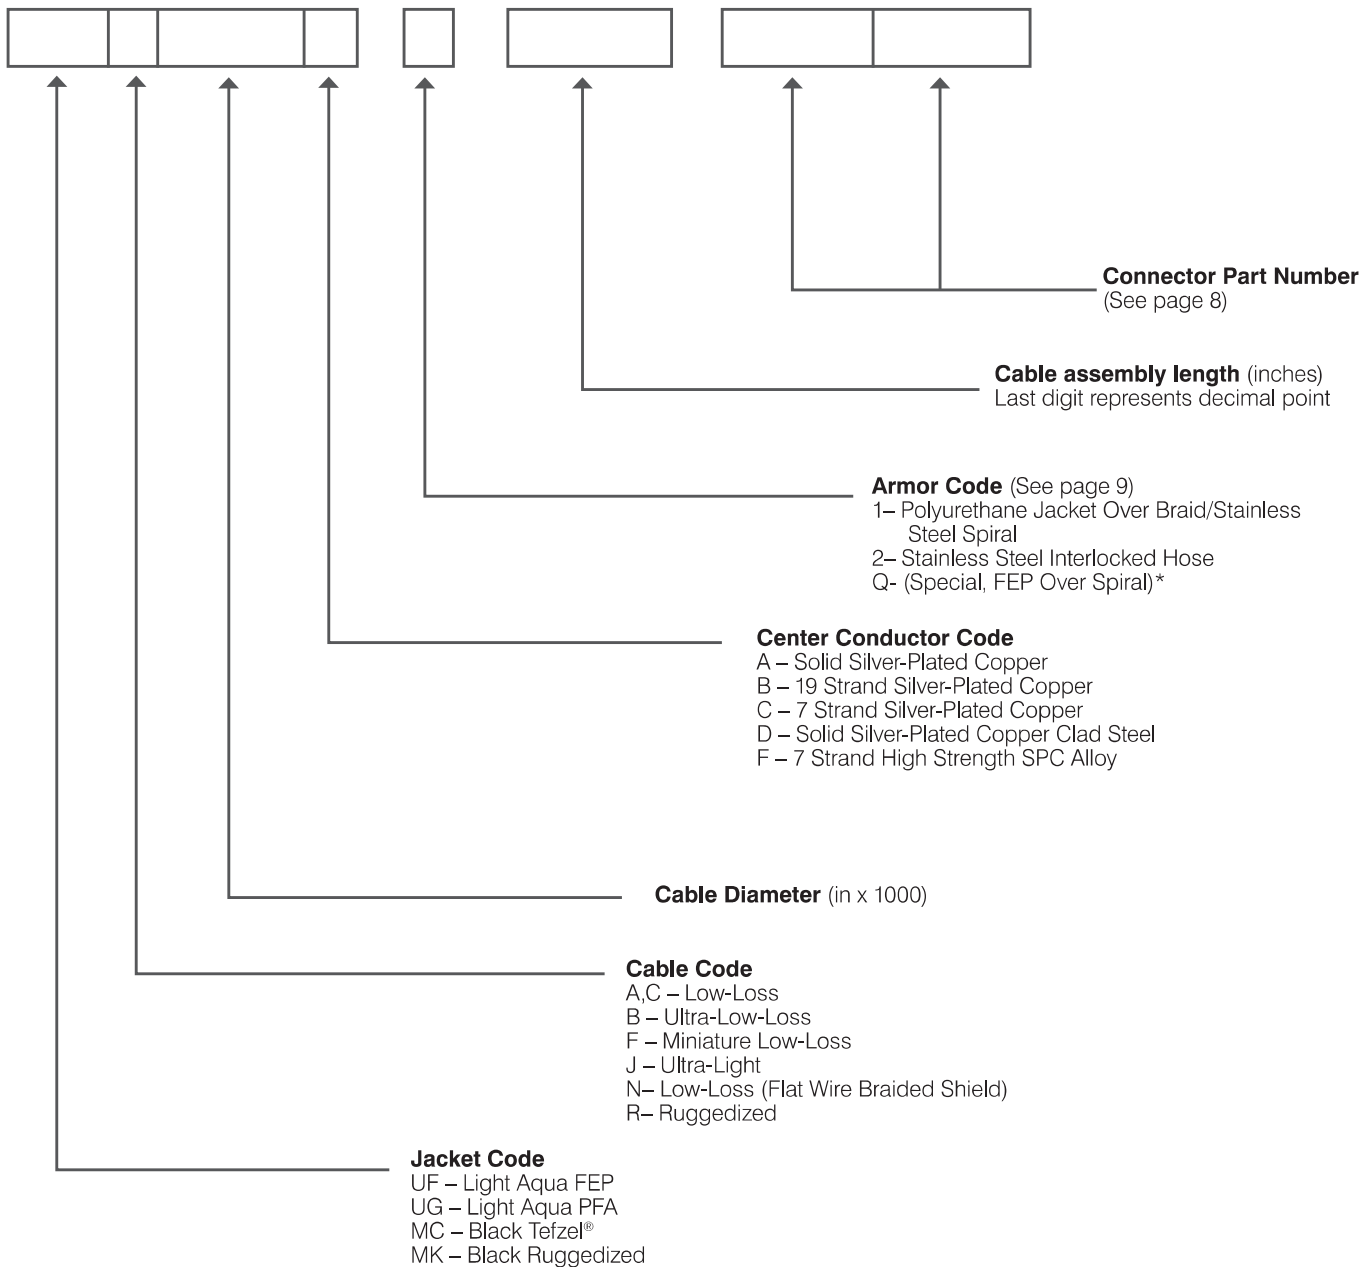 Connector Part Number
(See page 8)
Cable assembly length (inches)
Last digit represents decimal point
Armor Code (See page 9)
1– Polyurethane Jacket Over Braid/Stainless
Steel Spiral
2– Stainless Steel Interlocked Hose
Q- (Special, FEP Over Spiral)*
Center Conductor Code
A – Solid Silver-Plated Copper
B – 19 Strand Silver-Plated Copper
C – 7 Strand Silver-Plated Copper
D – Solid Silver-Plated Copper Clad Steel
F – 7 Strand High Strength SPC Alloy
Cable Diameter (in x 1000)
Cable Code
A,C – Low-Loss
B – Ultra-Low-Loss
F – Miniature Low-Loss
J – Ultra-Light
N– Low-Loss (Flat Wire Braided Shield)
R– Ruggedized
Jacket Code
UF – Light Aqua FEP
UG – Light Aqua PFA
MC – Black Tefzel®
MK – Black Ruggedized